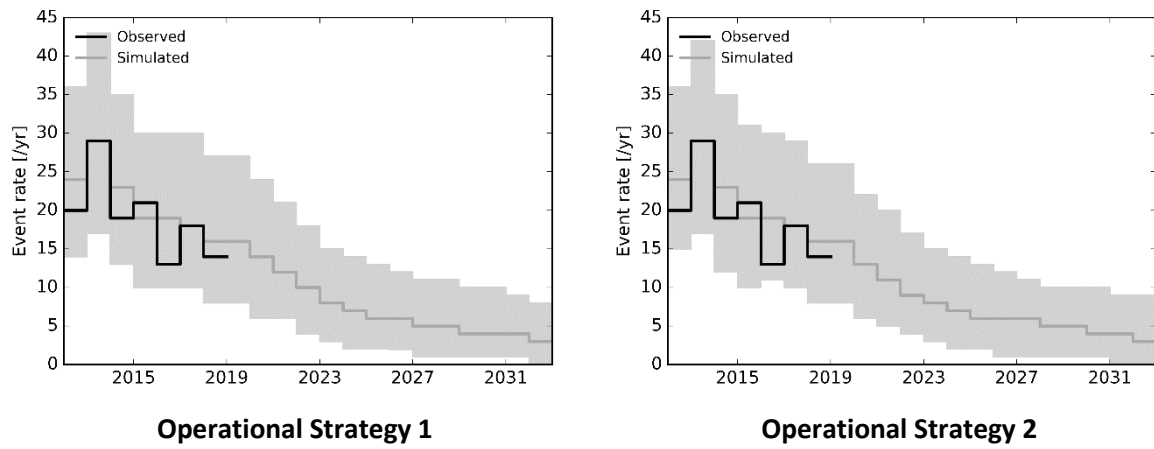 45
40
35
30
25
20
15
10
5
0
Event rate [/yr]
Observed
Simulated
2015 2019 2023 2027 2031
Operational Strategy 1
45
40
35
30
25
20
15
10
5
0
Event rate [/yr]
Observed
Simulated
2015 2019 2023 2027 2031
Operational Strategy 2